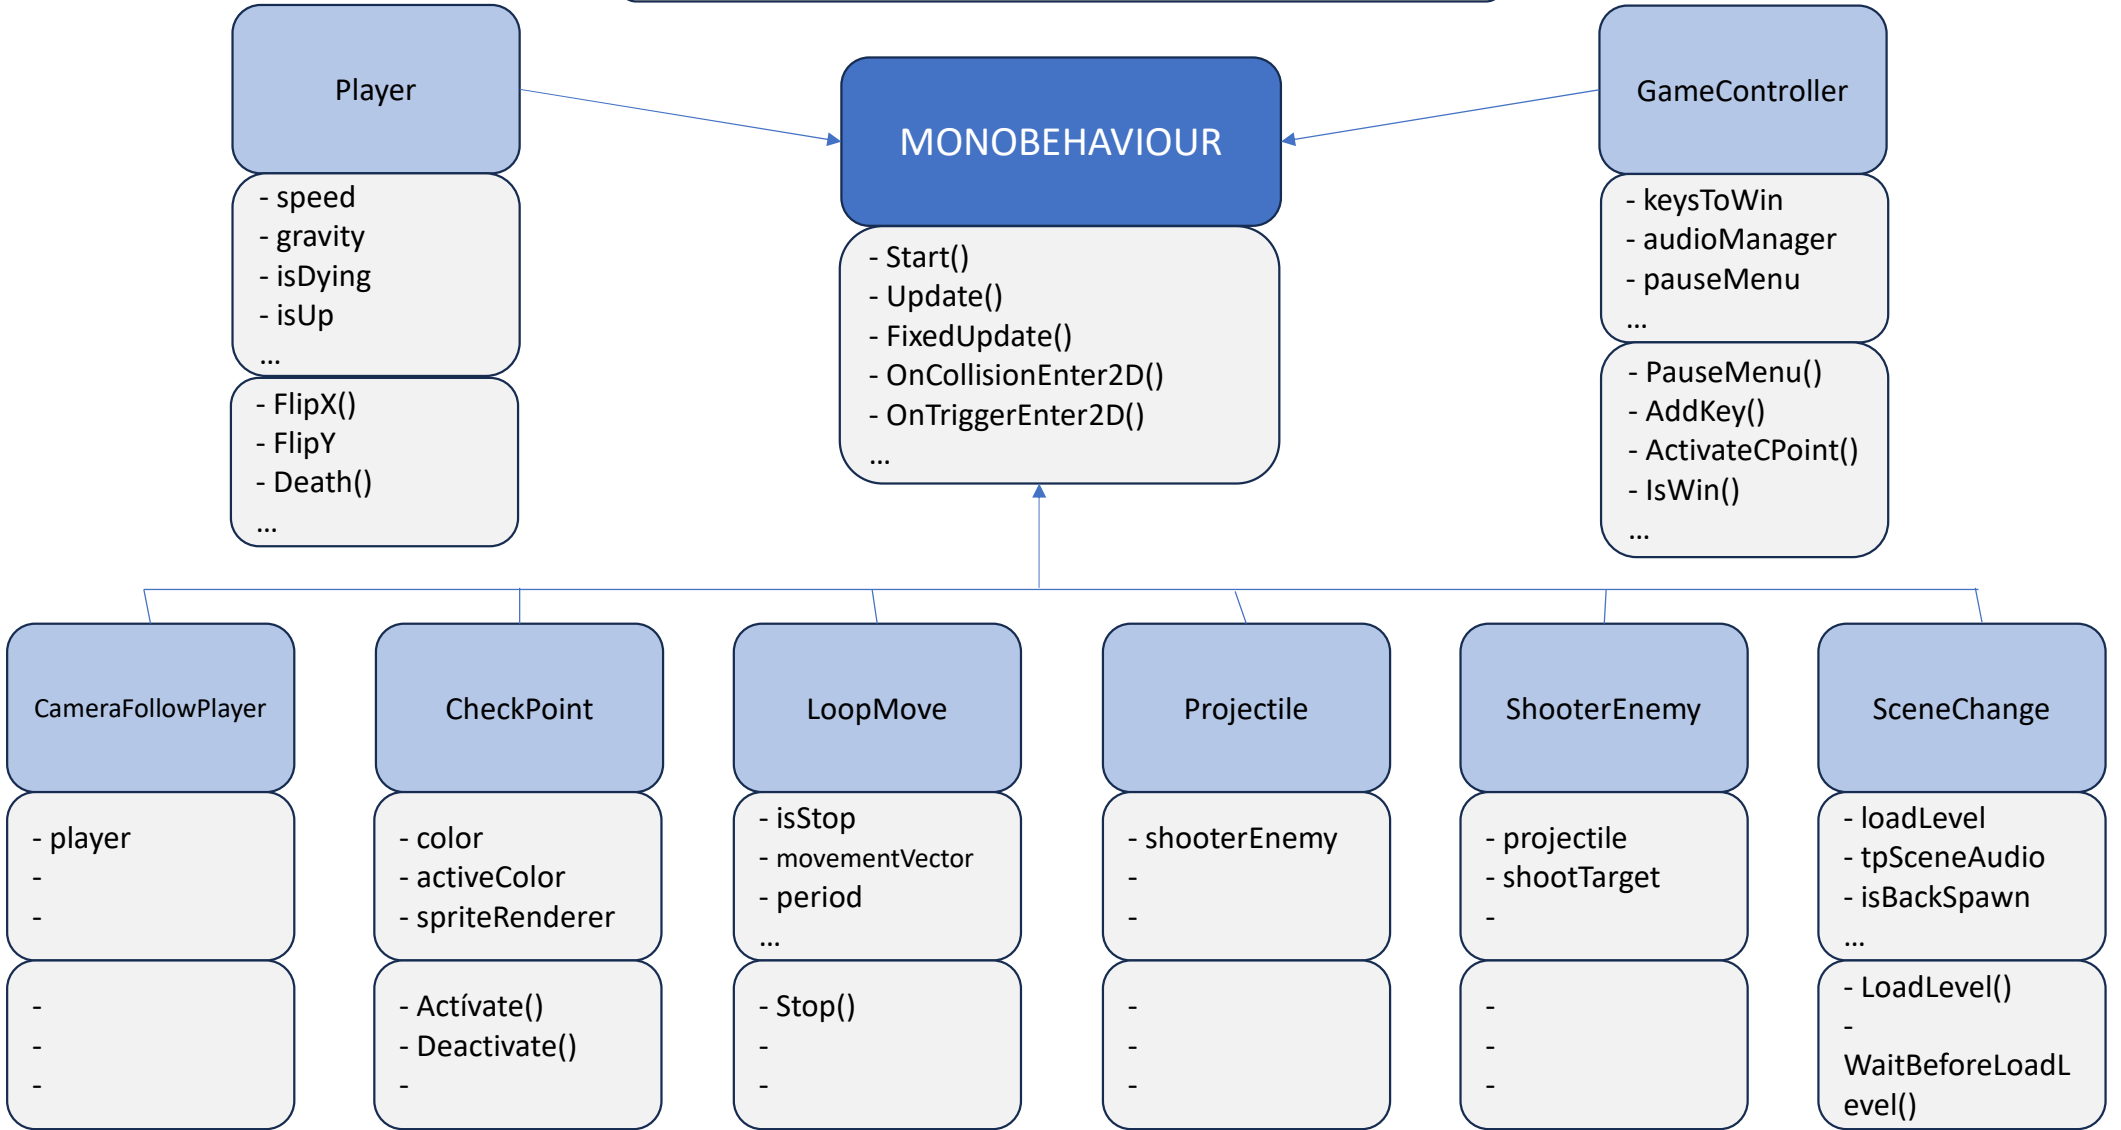 Player
- speed
- gravity
- isDying
- isUp
...
- FlipX()
- FlipY
- Death()
...
MONOBEHAVIOUR
- Start()
- Update()
- FixedUpdate()
- OnCollisionEnter2D()
- OnTriggerEnter2D()
...
GameController
- keysToWin
- audioManager
- pauseMenu
...
- PauseMenu()
- AddKey()
- ActivateCPoint()
- IsWin()
...
CameraFollowPlayer
- player
-
-
-
-
-
CheckPoint
- color
- activeColor
- spriteRenderer
- Actívate()
- Deactivate()
-
LoopMove
- isStop
- movementVector
- period
...
- Stop()
-
-
Projectile
- shooterEnemy
-
-
-
-
-
ShooterEnemy
- projectile
- shootTarget
-
-
-
-
SceneChange
- loadLevel
- tpSceneAudio
- isBackSpawn
...
- LoadLevel()
-
WaitBeforeLoadL
evel()